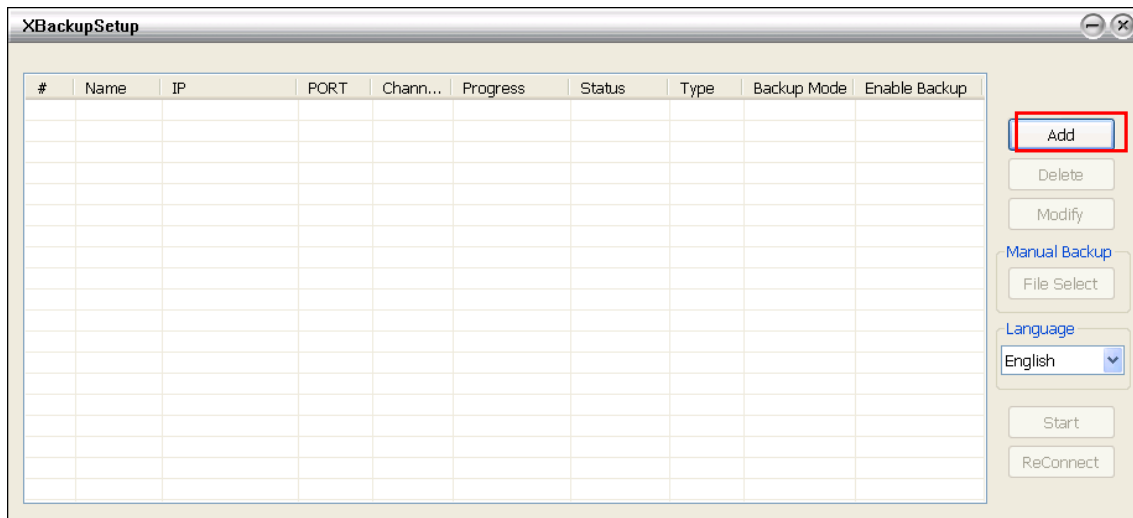 XBackupSetup
# Name IP PORT Chann... Progress Status Type Backup Mode Enable Backup
Add
Delete
Modify
Manual Backup
File Select
Language
English
Start
ReConnect